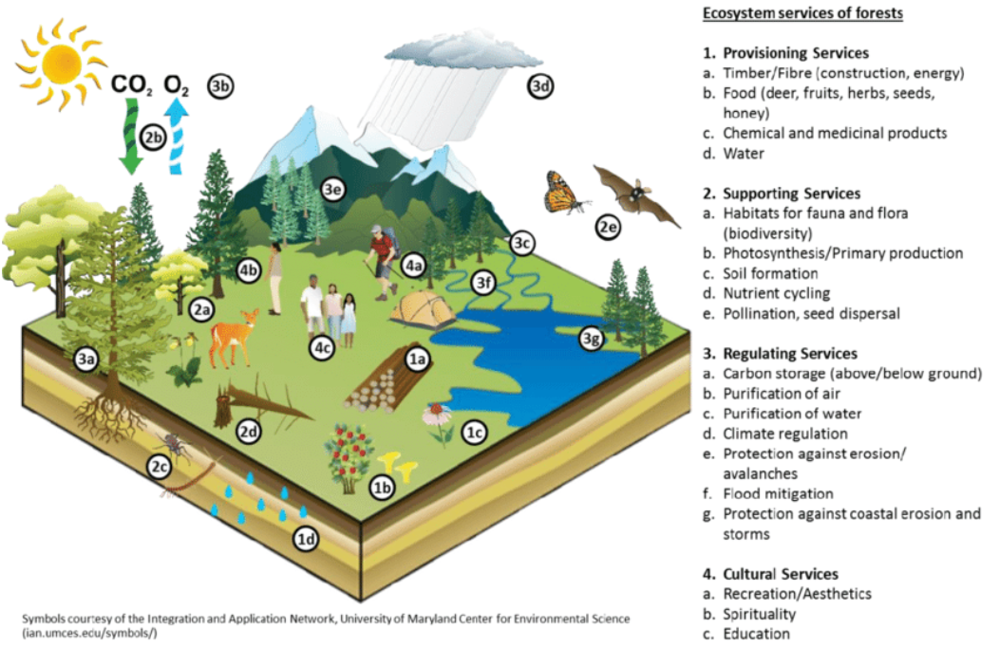 Ecosystem services of forests
1. Provisioning Services
a. Timber/Fibre (construction, energy)
b. Food (deer, fruits, herbs, seeds,
honey)
c. Chemical and medicinal products
d. Water
2. Supporting Services
a. Habitats for fauna and flora
(biodiversity)
b. Photosynthesis/Primary production
c. Soil formation
d. Nutrient cycling
e. Pollination, seed dispersal
3. Regulating Services
a. Carbon storage (above/below ground)
b. Purification of air
c. Purification of water
d. Climate regulation
e. Protection against erosion/
avalanches
f. Flood mitigation
g. Protection against coastal erosion and
storms
4. Cultural Services
a. Recreation/Aesthetics
b. Spirituality
c. Education
CO₂ O₂ 3b
3d
2b
3e
2e
3c
4b
4a
3f
2a
3g
4c
3a
1a
2d
1c
2c
1b
1d
Symbols courtesy of the Integration and Application Network, University of Maryland Center for Environmental Science
(ian.umces.edu/symbols/)